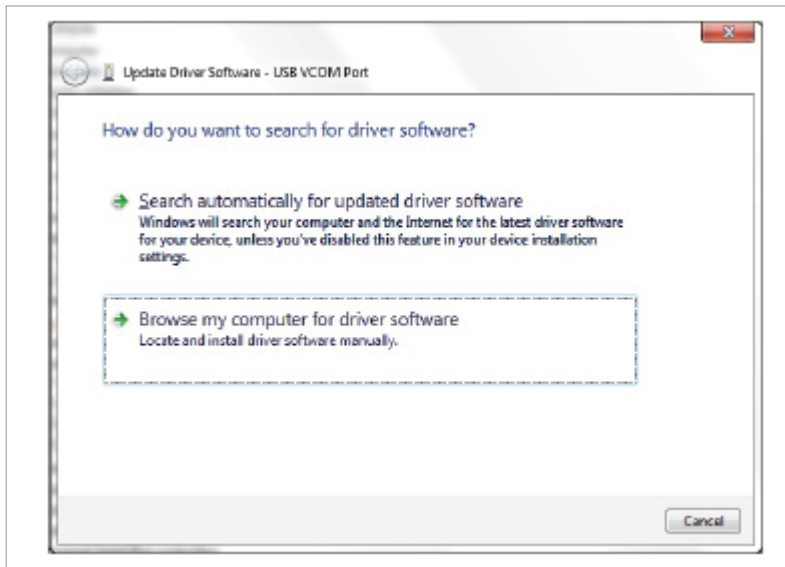 Update Driver Software - USB VCOM Port
How do you want to search for driver software?
Search automatically for updated driver software
Windows will search your computer and the Internet for the latest driver software
for your device, unless you've disabled this feature in your device installation
settings.
Browse my computer for driver software
Locate and install driver software manually.
Cancel